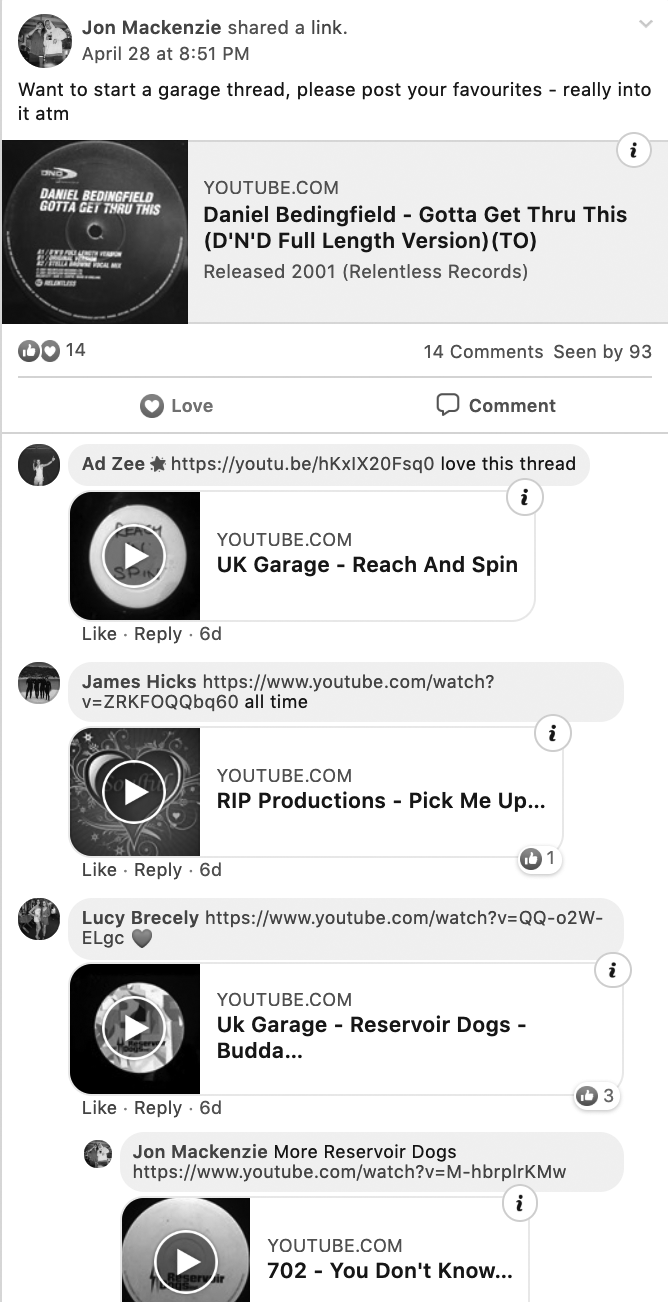 Jon Mackenzie shared a link.
April 28 at 8:51 PM
Want to start a garage thread, please post your favourites - really into
it atm
DND
DANIEL BEDINGFIELD
GOTTA GET THRU THIS
RELENTLESS
i
YOUTUBE.COM
Daniel Bedingfield - Gotta Get Thru This
(D'N'D Full Length Version)(TO)
Released 2001 (Relentless Records)
14
14 Comments Seen by 93
Love
Comment
Ad Zee https://youtu.be/hKxIX20Fsq0 love this thread
REACH
N
SPIN
i
YOUTUBE.COM
UK Garage - Reach And Spin
Like · Reply · 6d
James Hicks https://www.youtube.com/watch?
v=ZRKFOQQbq60 all time
Soulful
i
YOUTUBE.COM
RIP Productions - Pick Me Up...
1
Like · Reply · 6d
Lucy Brecely https://www.youtube.com/watch?v=QQ-o2W-
ELgc
Reservoir
Dogs
i
YOUTUBE.COM
Uk Garage - Reservoir Dogs -
Budda...
3
Like · Reply · 6d
Jon Mackenzie More Reservoir Dogs
https://www.youtube.com/watch?v=M-hbrplrKMw
Reservoir
Dogs
i
YOUTUBE.COM
702 - You Don't Know...